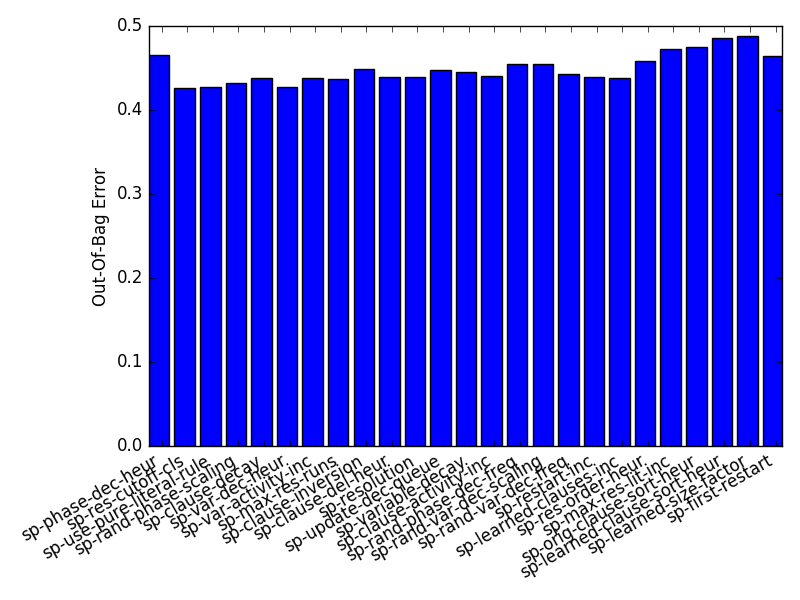 0.5
0.4
0.3
0.2
0.1
0.0
Out-Of-Bag Error
sp-phase-dec-heur
sp-res-cutoff-cls
sp-use-pure-literal-rule
sp-rand-phase-scaling
sp-clause-decay
sp-var-dec-heur
sp-var-activity-inc
sp-max-res-runs
sp-clause-inversion
sp-clause-del-heur
sp-resolution
sp-update-dec-queue
sp-variable-decay
sp-clause-activity-inc
sp-rand-phase-dec-freq
sp-rand-var-dec-scaling
sp-rand-var-dec-freq
sp-restart-inc
sp-learned-clauses-inc
sp-res-order-heur
sp-max-res-lit-inc
sp-orig-clause-sort-heur
sp-learned-clause-sort-heur
sp-learned-size-factor
sp-first-restart